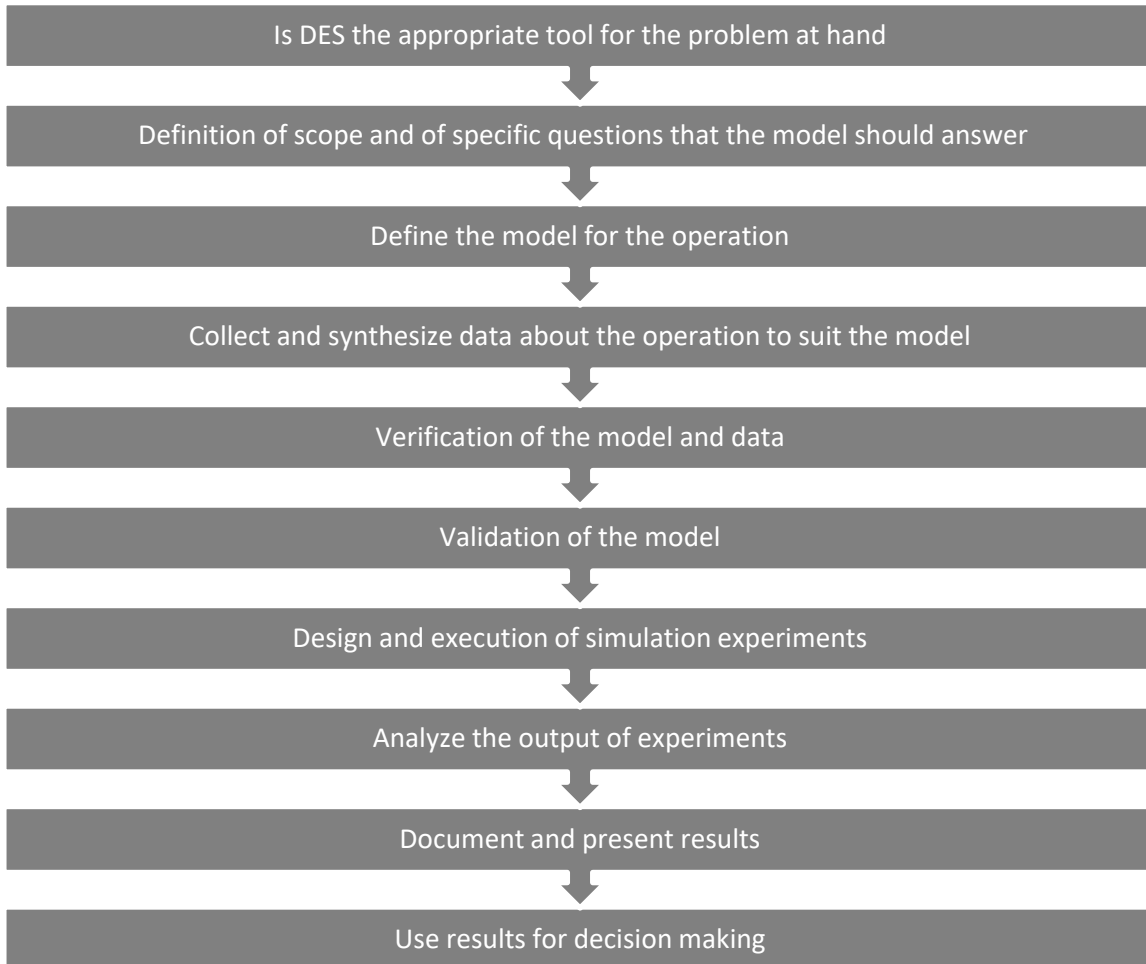 Is DES the appropriate tool for the problem at hand
Definition of scope and of specific questions that the model should answer
Define the model for the operation
Collect and synthesize data about the operation to suit the model
Verification of the model and data
Validation of the model
Design and execution of simulation experiments
Analyze the output of experiments
Document and present results
Use results for decision making